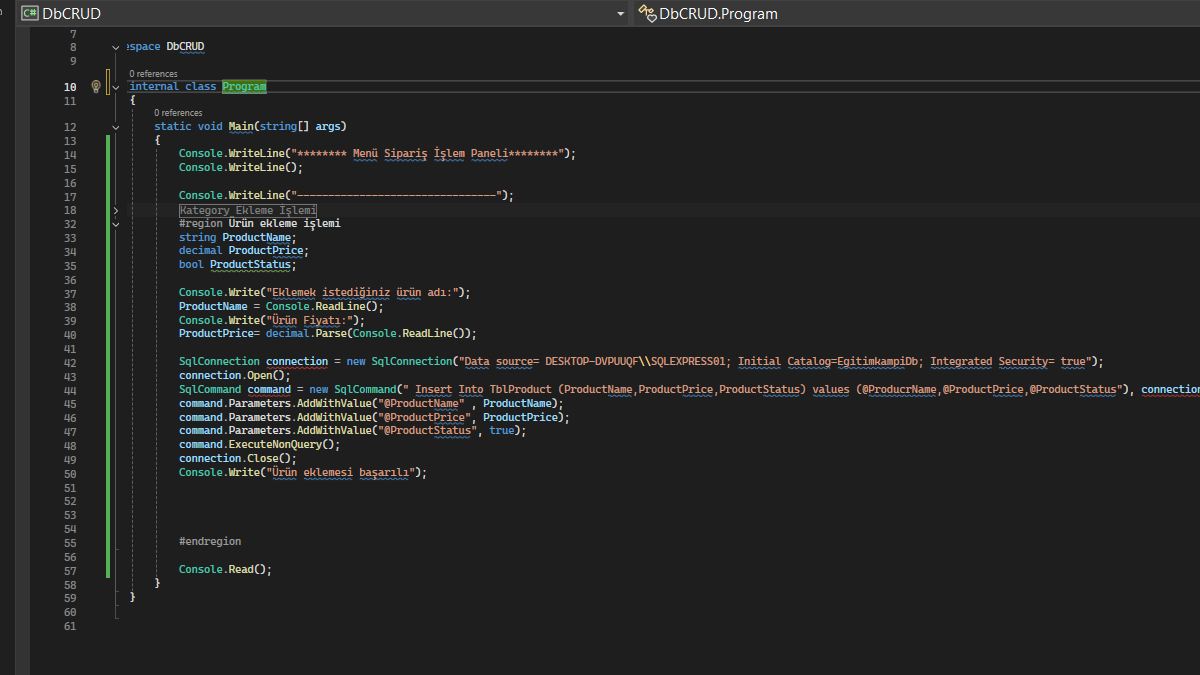 DbCRUD DbCRUD.Program
7
8 espace DbCRUD
9
0 references
10 internal class Program
11 {
0 references
12 static void Main(string[] args)
13 {
14 Console.WriteLine("******** Menü Sipariş İşlem Paneli********");
15 Console.WriteLine();
16
17 Console.WriteLine("--------------------------------");
18 Kategory Ekleme İşlemi
32 #region Ürün ekleme işlemi
33 string ProductName;
34 decimal ProductPrice;
35 bool ProductStatus;
36
37 Console.Write("Eklemek istediğiniz ürün adı:");
38 ProductName = Console.ReadLine();
39 Console.Write("Ürün Fiyatı:");
40 ProductPrice= decimal.Parse(Console.ReadLine());
41
42 SqlConnection connection = new SqlConnection("Data source= DESKTOP-DVPUUQF\\SQLEXPRESS01; Initial Catalog=EgitimkampiDb; Integrated Security= true");
43 connection.Open();
44 SqlCommand command = new SqlCommand(" Insert Into TblProduct (ProductName,ProductPrice,ProductStatus) values (@ProducrName,@ProductPrice,@ProductStatus"), connection
45 command.Parameters.AddWithValue("@ProductName" , ProductName);
46 command.Parameters.AddWithValue("@ProductPrice", ProductPrice);
47 command.Parameters.AddWithValue("@ProductStatus", true);
48 command.ExecuteNonQuery();
49 connection.Close();
50 Console.Write("Ürün eklemesi başarılı");
51
52
53
54
55 #endregion
56
57 Console.Read();
58 }
59 }
60
61